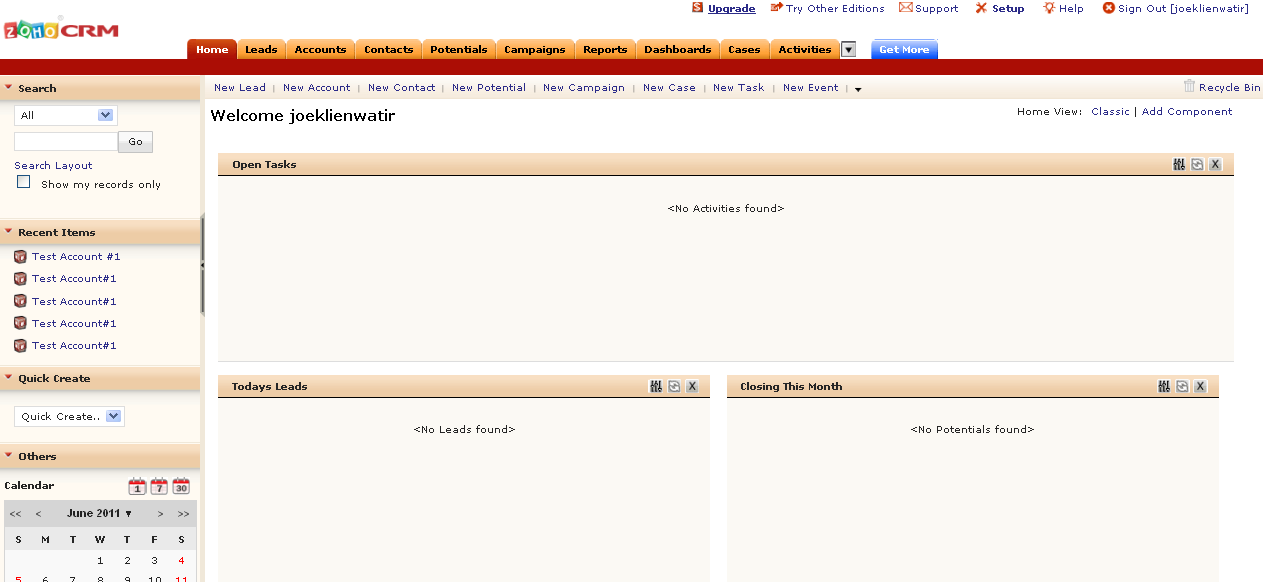 Upgrade Try Other Editions Support Setup Help Sign Out [joeklienwatir]
ZOHO CRM
Home Leads Accounts Contacts Potentials Campaigns Reports Dashboards Cases Activities Get More
Search
New Lead | New Account | New Contact | New Potential | New Campaign | New Case | New Task | New Event |
Recycle Bin
Welcome joeklienwatir
Home View: Classic | Add Component
All
Go
Search Layout
Show my records only
Open Tasks X
<No Activities found>
Recent Items
Test Account #1
Test Account#1
Test Account#1
Test Account#1
Test Account#1
Quick Create
Quick Create..
Todays Leads X
<No Leads found>
Closing This Month X
<No Potentials found>
Others
Calendar 1 7 30
<< < June 2011 ▼ > >>
S M T W T F S
1 2 3 4
5 6 7 8 9 10 11